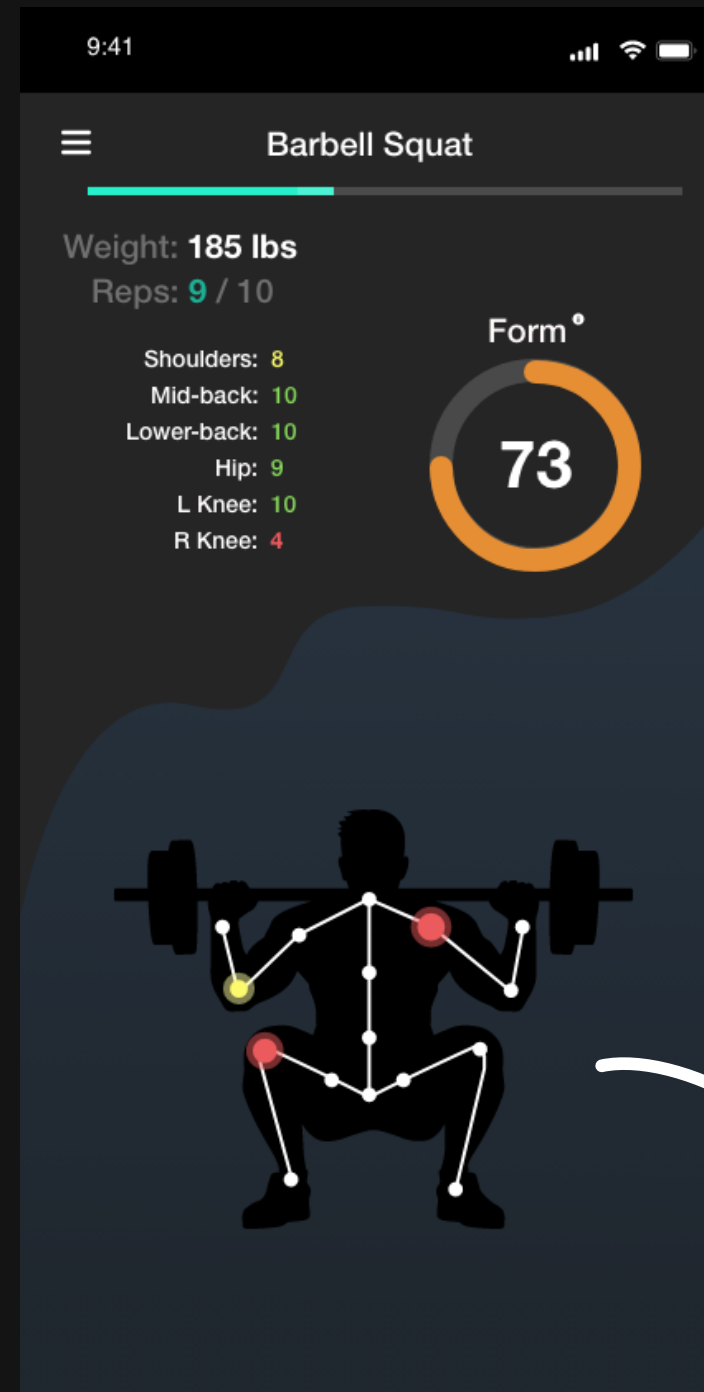 9:41
Barbell Squat
Weight: 185 lbs
Reps: 9 / 10
Form
Shoulders: 8
Mid-back: 10
Lower-back: 10
Hip: 9
L Knee: 10
R Knee: 4
73